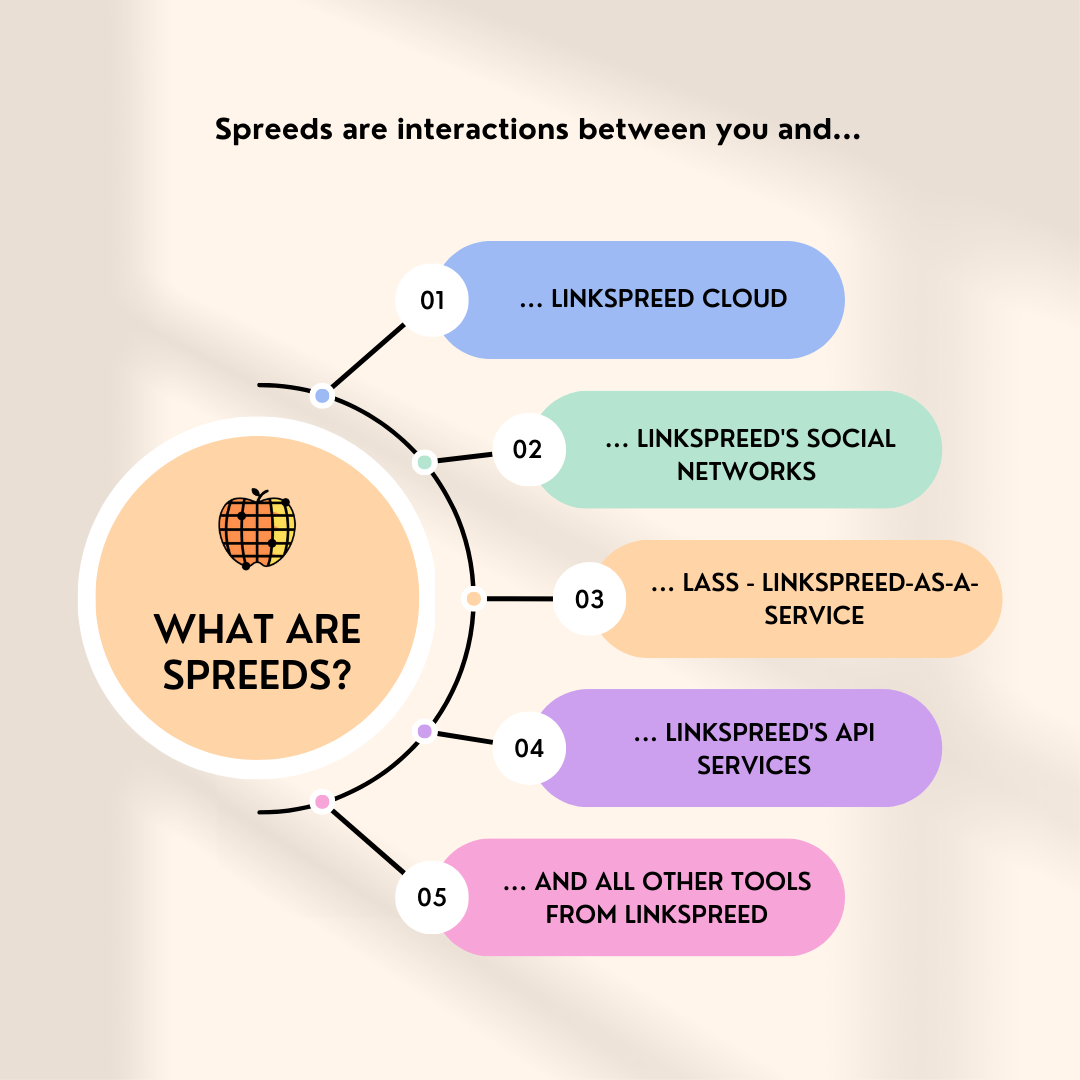 Spreeds are interactions between you and...
01
... LINKSPREED CLOUD
02
... LINKSPREED'S SOCIAL
NETWORKS
WHAT ARE
SPREEDS?
03
... LASS - LINKSPREED-AS-A-
SERVICE
04
... LINKSPREED'S API
SERVICES
05
... AND ALL OTHER TOOLS
FROM LINKSPREED